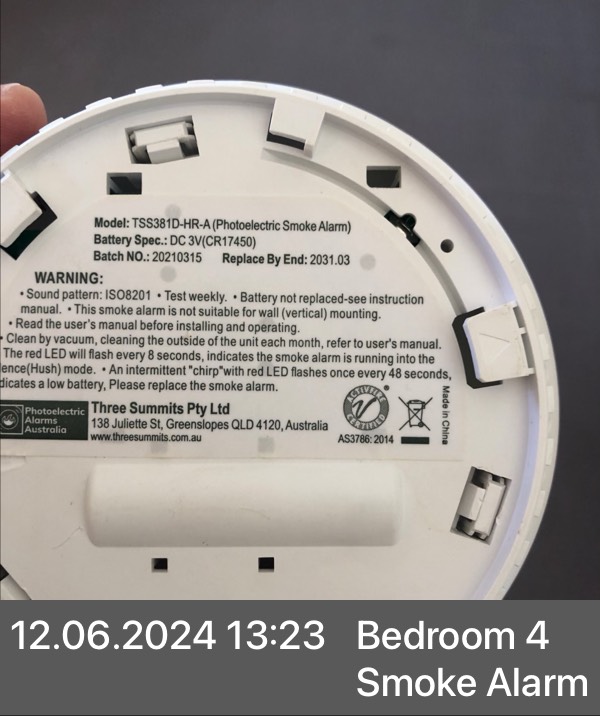 Model: TSS381D-HR-A (Photoelectric Smoke Alarm)
Battery Spec.: DC 3V(CR17450)
Batch NO.: 20210315 Replace By End: 2031.03
WARNING:
• Sound pattern: ISO8201 • Test weekly. • Battery not replaced-see instruction
manual. • This smoke alarm is not suitable for wall (vertical) mounting.
• Read the user's manual before installing and operating.
• Clean by vacuum, cleaning the outside of the unit each month, refer to user's manual.
The red LED will flash every 8 seconds, indicates the smoke alarm is running into the
ence(Hush) mode. • An intermittent "chirp"with red LED flashes once every 48 seconds,
dicates a low battery, Please replace the smoke alarm.
Photoelectric
Alarms
Australia
Three Summits Pty Ltd
138 Juliette St, Greenslopes QLD 4120, Australia
www.threesummits.com.au
AS3786: 2014
Made in China
12.06.2024 13:23 Bedroom 4
Smoke Alarm